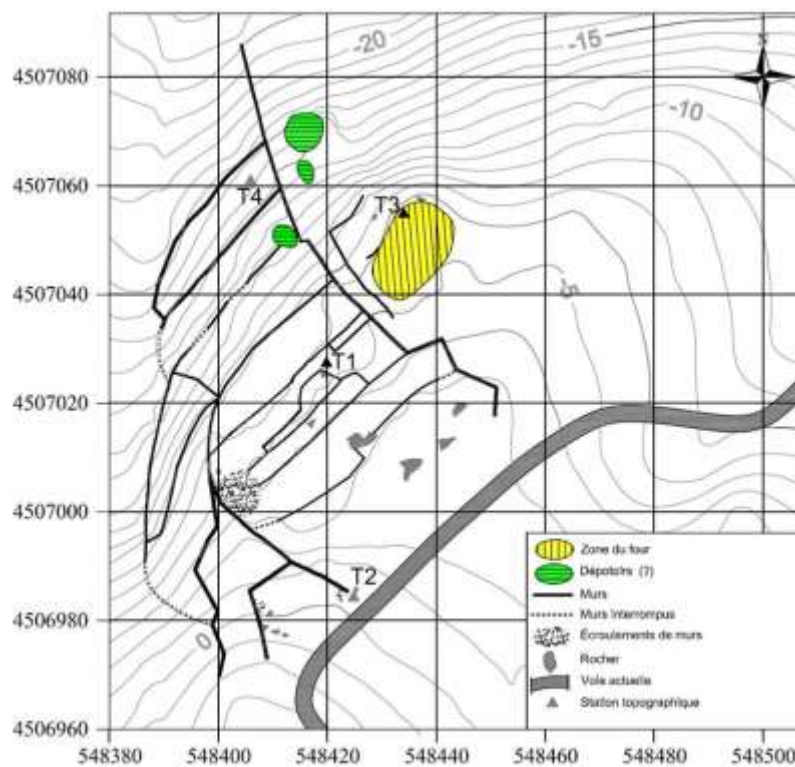 -20
-15
N
4507080
-10
4507060
T4
T3
4507040
-5
T1
4507020
4507000
T2
4506980
0
4506960
548380 548400 548420 548440 548460 548480 548500
Zone du four
Dépotoirs (?)
Murs
Murs Interrompus
Écroulements de murs
Rocher
Voie actuelle
Station topographique